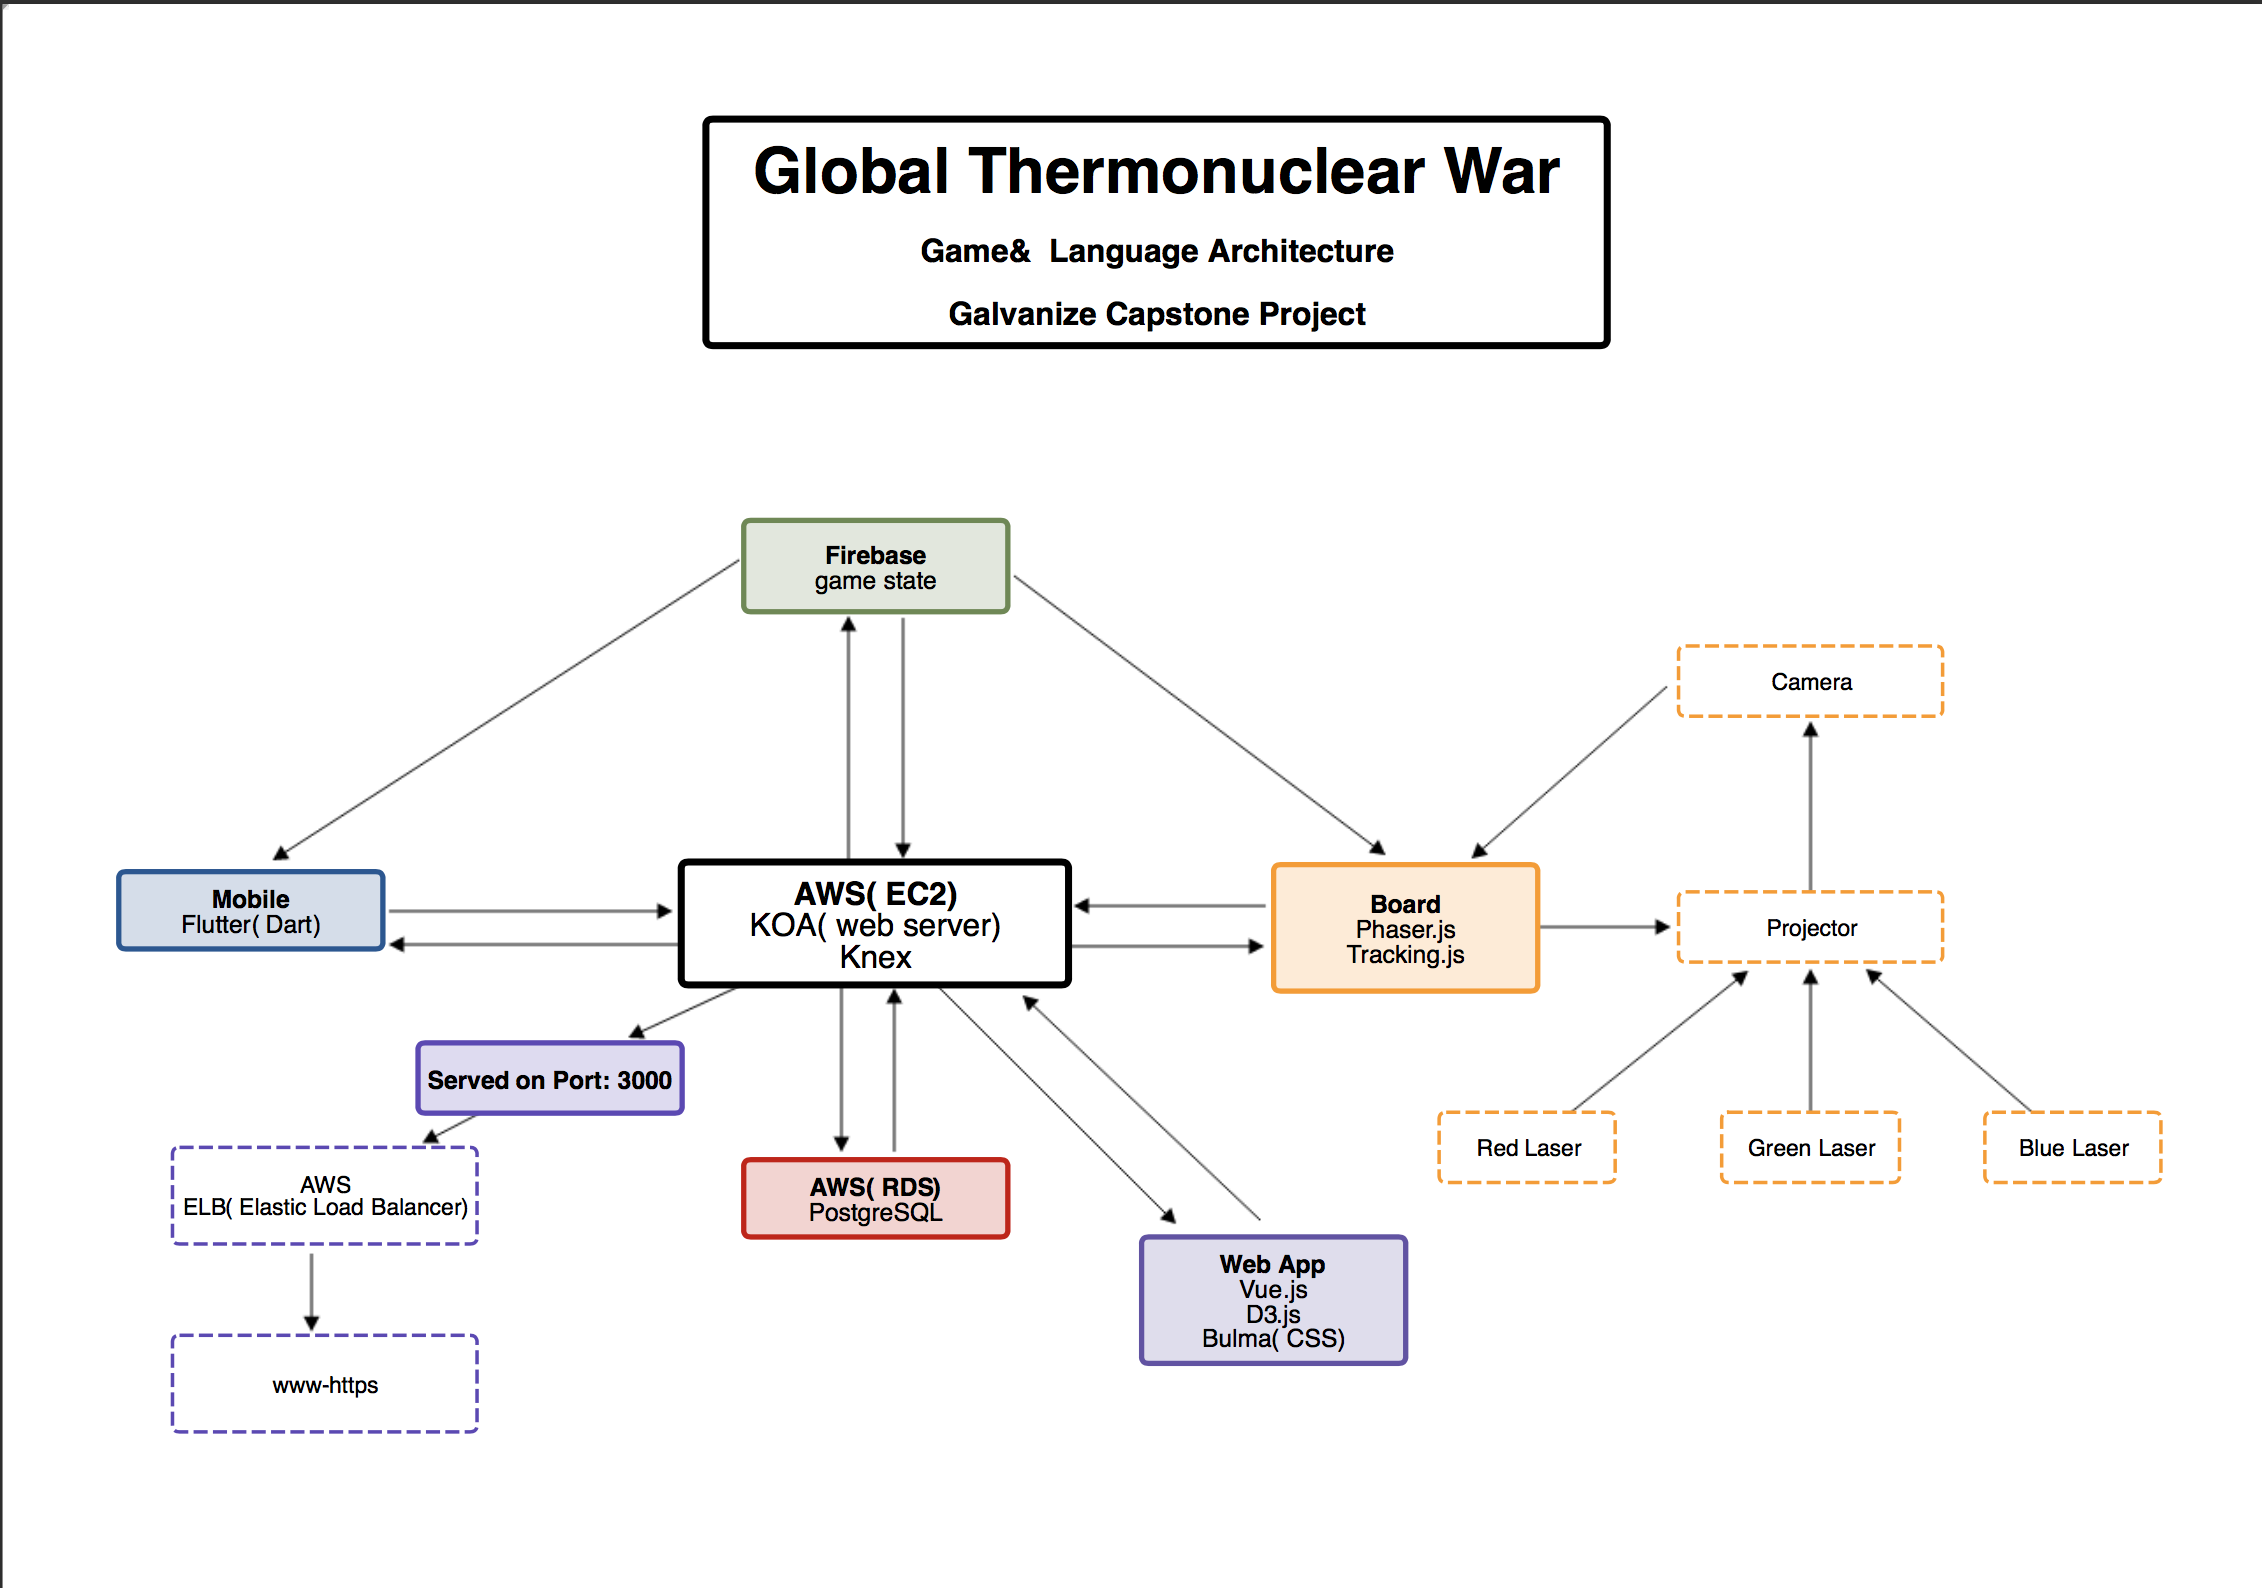 Global Thermonuclear War
Game&  Language Architecture
Galvanize Capstone Project
Firebase
game state
Camera
Mobile
Flutter( Dart)
AWS( EC2)
KOA( web server)
Knex
Board
Phaser.js
Tracking.js
Projector
Served on Port: 3000
Red Laser
Green Laser
Blue Laser
AWS
ELB( Elastic Load Balancer)
AWS( RDS)
PostgreSQL
Web App
Vue.js
D3.js
Bulma( CSS)
www-https